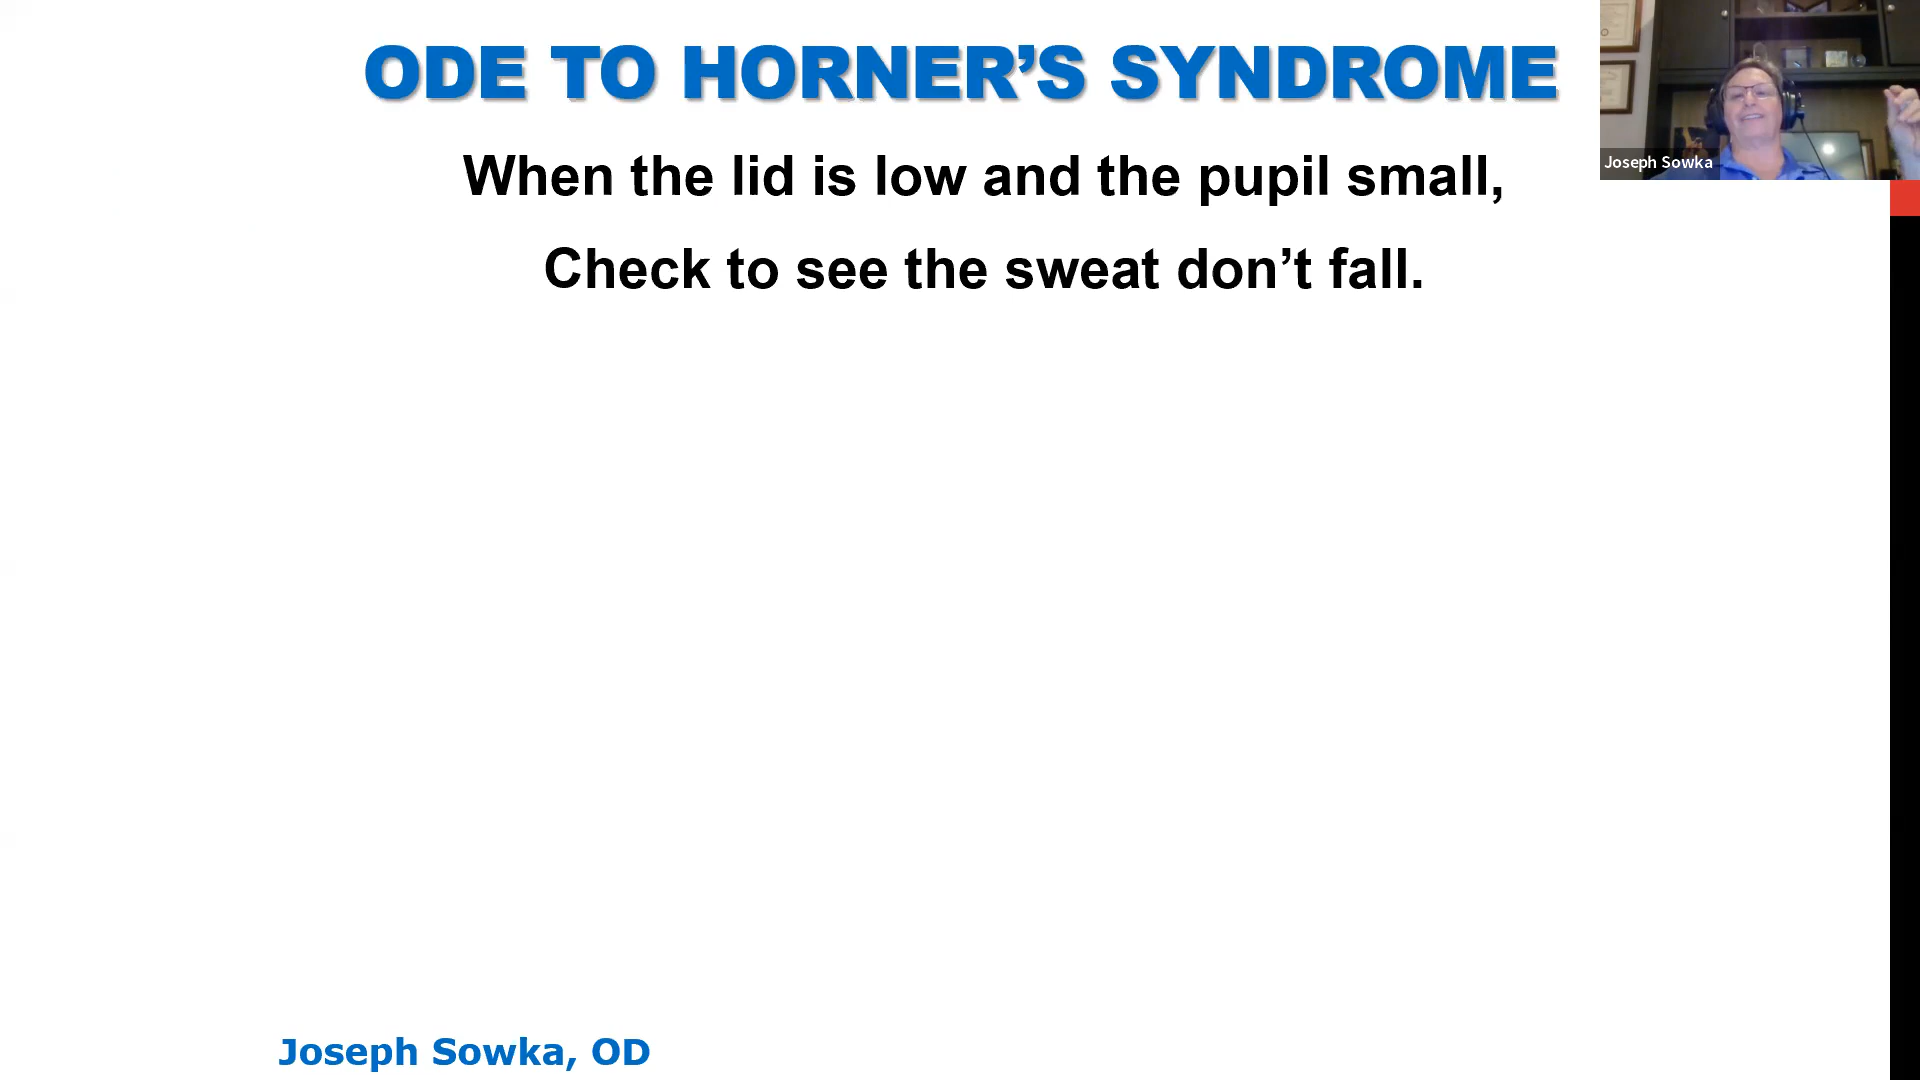 ODE TO HORNER’S SYNDROME
When the lid is low and the pupil small,
Check to see the sweat don’t fall.
Joseph Sowka
Joseph Sowka, OD